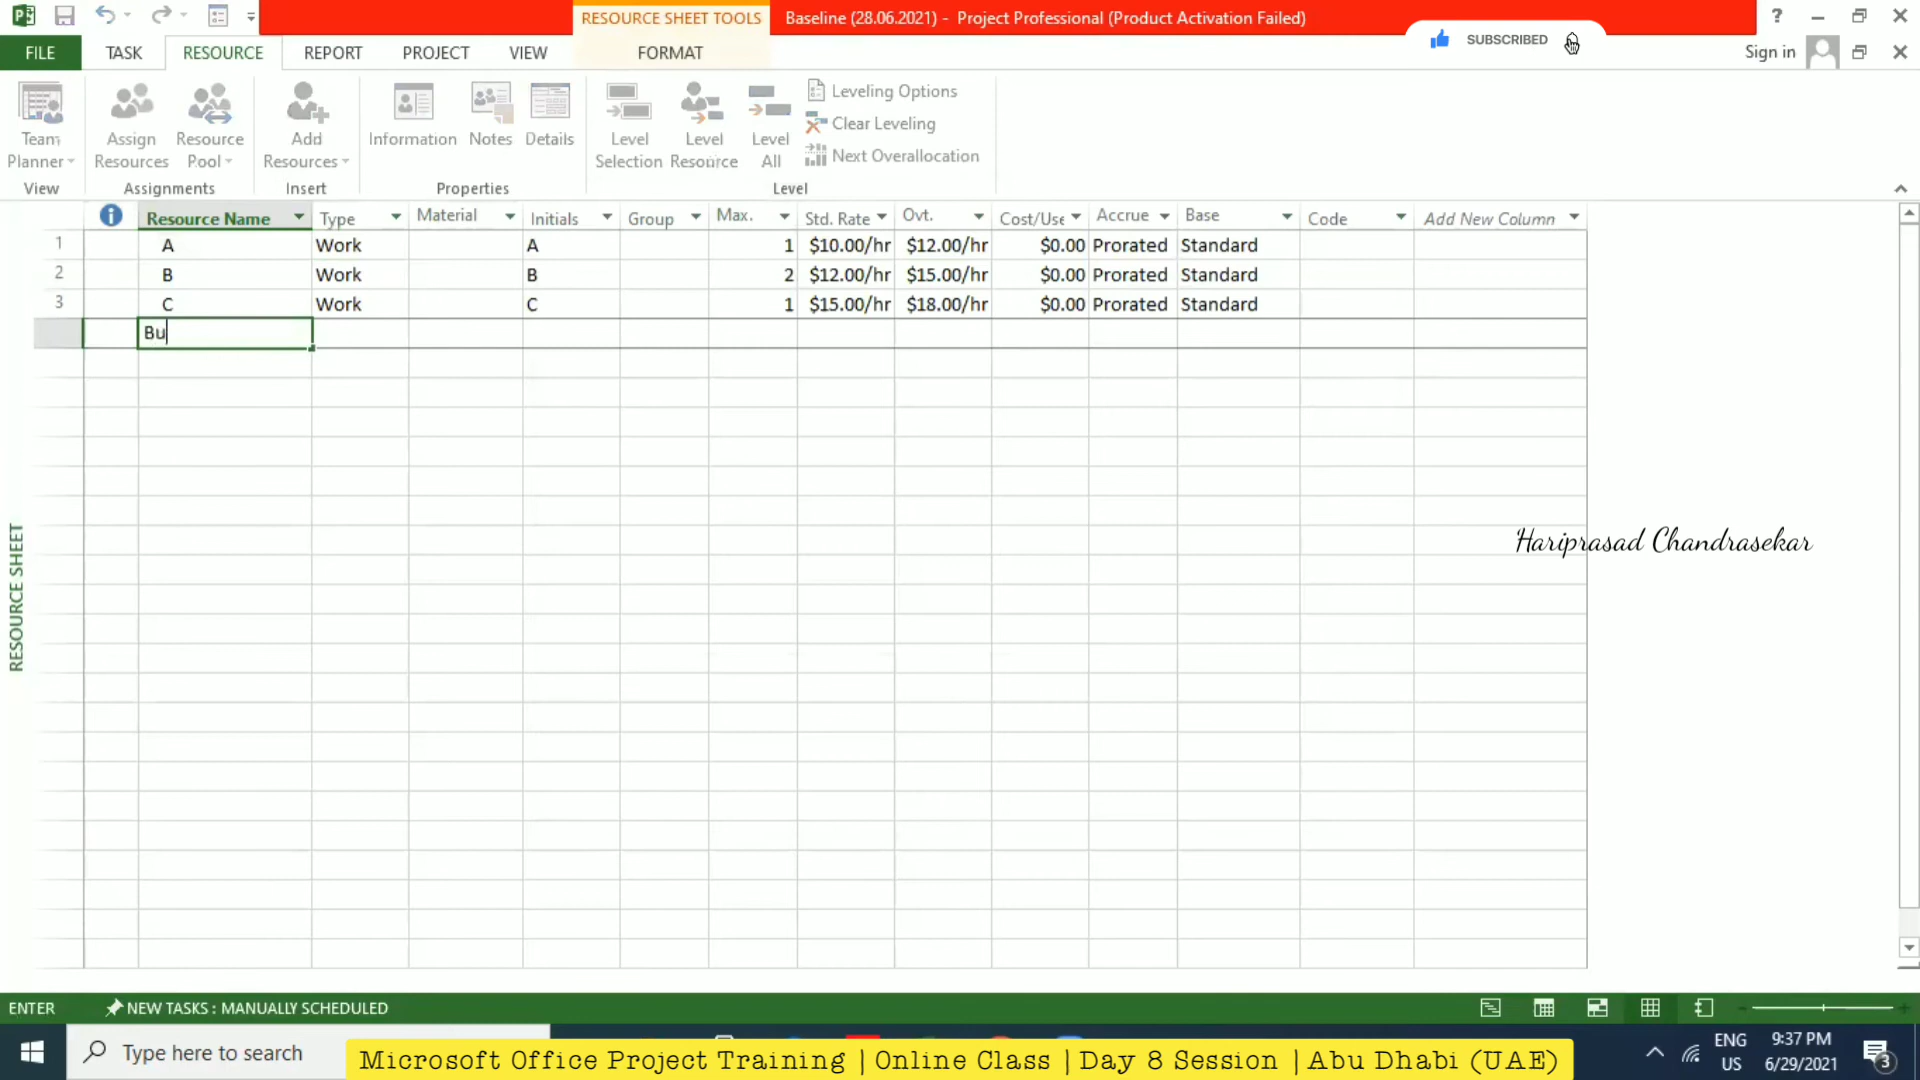 RESOURCE SHEET TOOLS
Baseline (28.06.2021) - Project Professional (Product Activation Failed)
SUBSCRIBED
FILE TASK RESOURCE REPORT PROJECT VIEW FORMAT
Sign in
Team Planner
Assign Resources
Resource Pool
Add Resources
Information
Notes
Details
Level Selection
Level Resource
Level All
Leveling Options
Clear Leveling
Next Overallocation
View Assignments Insert Properties Level
Resource Name Type Material Initials Group Max. Std. Rate Ovt. Cost/Use Accrue Base Code Add New Column
1 A Work A 1 $10.00/hr $12.00/hr $0.00 Prorated Standard
2 B Work B 2 $12.00/hr $15.00/hr $0.00 Prorated Standard
3 C Work C 1 $15.00/hr $18.00/hr $0.00 Prorated Standard
Bu
RESOURCE SHEET
Hariprasad Chandrasekar
ENTER NEW TASKS : MANUALLY SCHEDULED
Type here to search
Microsoft Office Project Training | Online Class | Day 8 Session | Abu Dhabi (UAE)
ENG US
9:37 PM
6/29/2021
3